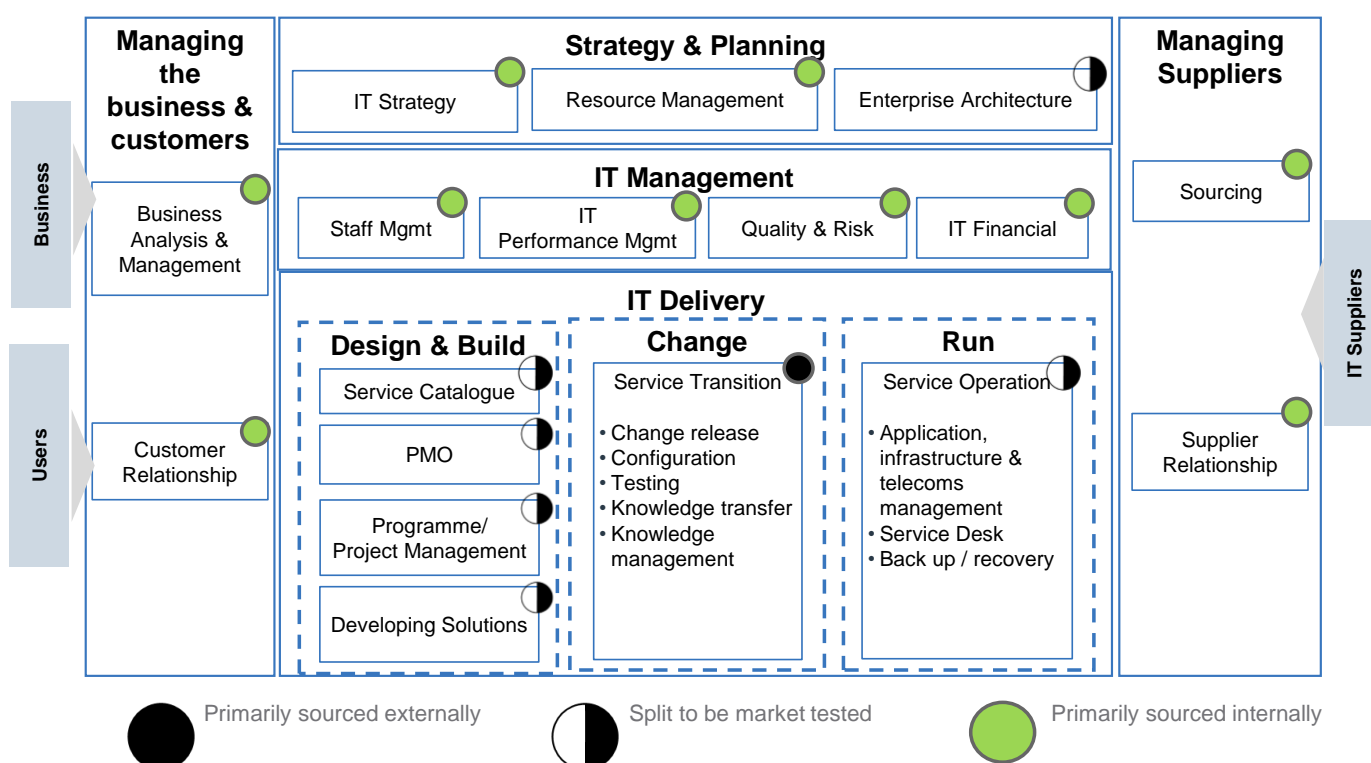 Managing
the
business &
customers
Business
Business
Analysis &
Management
Users
Customer
Relationship
Strategy & Planning
IT Strategy
Resource Management
Enterprise Architecture
IT Management
Staff Mgmt
IT
Performance Mgmt
Quality & Risk
IT Financial
IT Delivery
Design & Build
Service Catalogue
PMO
Programme/
Project Management
Developing Solutions
Change
Service Transition
• Change release
• Configuration
• Testing
• Knowledge transfer
• Knowledge
management
Run
Service Operation
• Application,
infrastructure &
telecoms
management
• Service Desk
• Back up / recovery
Managing
Suppliers
Sourcing
Supplier
Relationship
IT Suppliers
Primarily sourced externally
Split to be market tested
Primarily sourced internally